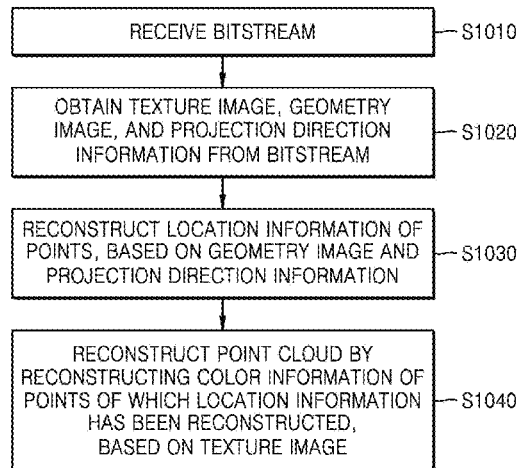 RECEIVE BITSTREAM
S1010
OBTAIN TEXTURE IMAGE, GEOMETRY
IMAGE, AND PROJECTION DIRECTION
INFORMATION FROM BITSTREAM
S1020
RECONSTRUCT LOCATION INFORMATION OF
POINTS, BASED ON GEOMETRY IMAGE AND
PROJECTION DIRECTION INFORMATION
S1030
RECONSTRUCT POINT CLOUD BY
RECONSTRUCTING COLOR INFORMATION OF
POINTS OF WHICH LOCATION INFORMATION
HAS BEEN RECONSTRUCTED,
BASED ON TEXTURE IMAGE
S1040